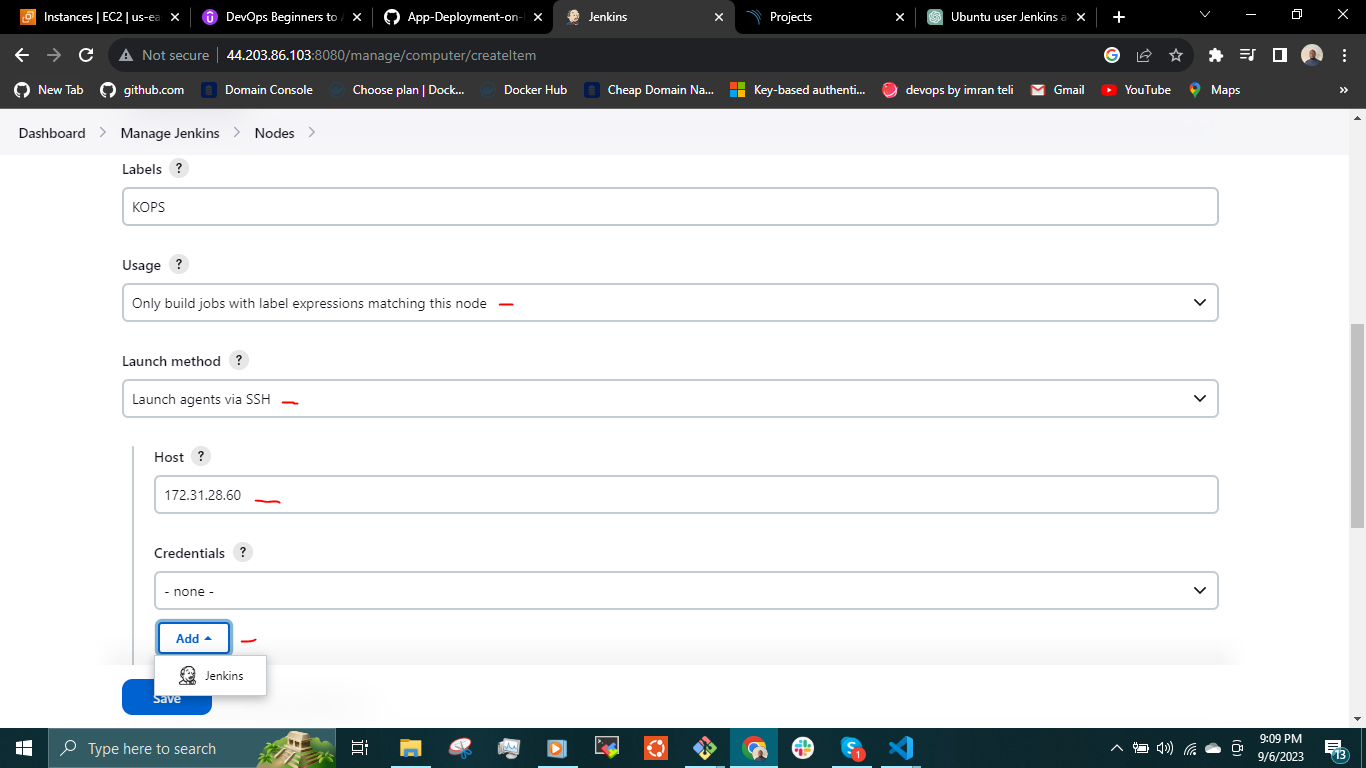 Instances | EC2 | us-ea
DevOps Beginners to A
App-Deployment-on-
Jenkins
Projects
Ubuntu user Jenkins a
Not secure
44.203.86.103:8080/manage/computer/createItem
New Tab
github.com
Domain Console
Choose plan | Dock...
Docker Hub
Cheap Domain Na...
Key-based authenti...
devops by imran teli
Gmail
YouTube
Maps
»
Dashboard
Manage Jenkins
Nodes
Labels ?
KOPS
Usage ?
Only build jobs with label expressions matching this node
Launch method ?
Launch agents via SSH
Host ?
172.31.28.60
Credentials ?
- none -
Add
Jenkins
Save
Type here to search
1
9:09 PM
9/6/2023
13